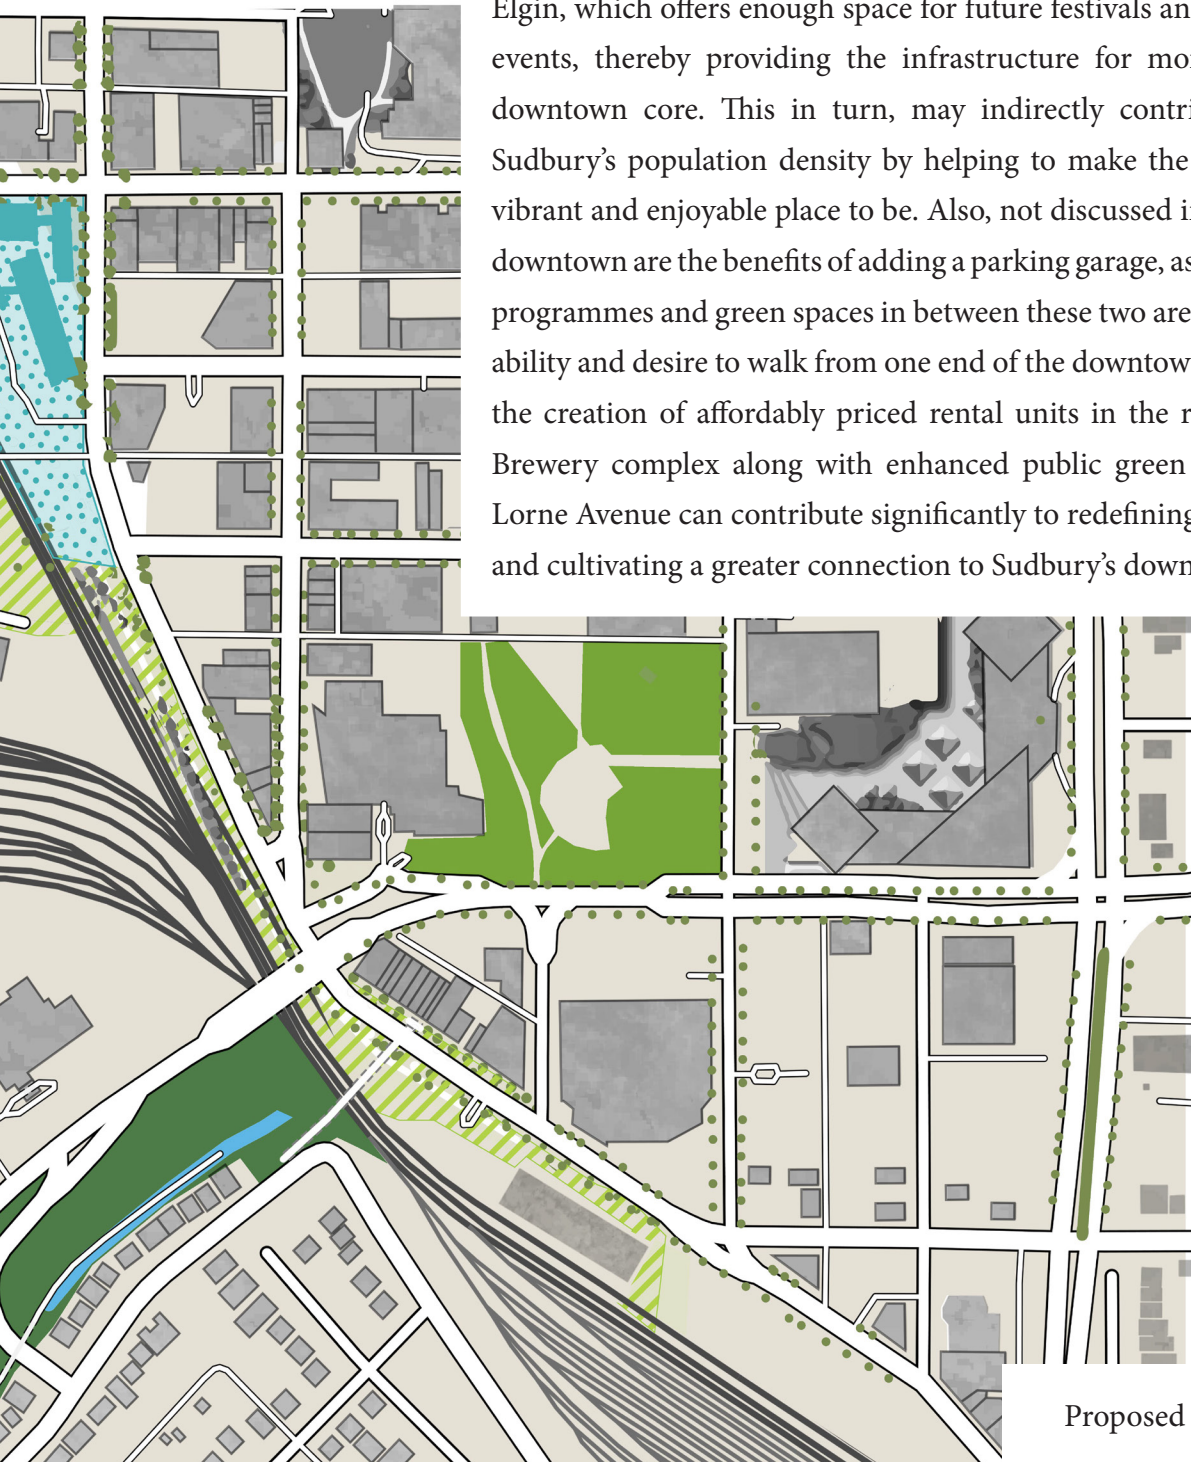 Elgin, which offers enough space for future festivals an
events, thereby providing the infrastructure for mo
downtown core. This in turn, may indirectly contri
Sudbury’s population density by helping to make the
vibrant and enjoyable place to be. Also, not discussed i
downtown are the benefits of adding a parking garage, as
programmes and green spaces in between these two are
ability and desire to walk from one end of the downtow
the creation of affordably priced rental units in the r
Brewery complex along with enhanced public green
Lorne Avenue can contribute significantly to redefining
and cultivating a greater connection to Sudbury’s down
Proposed